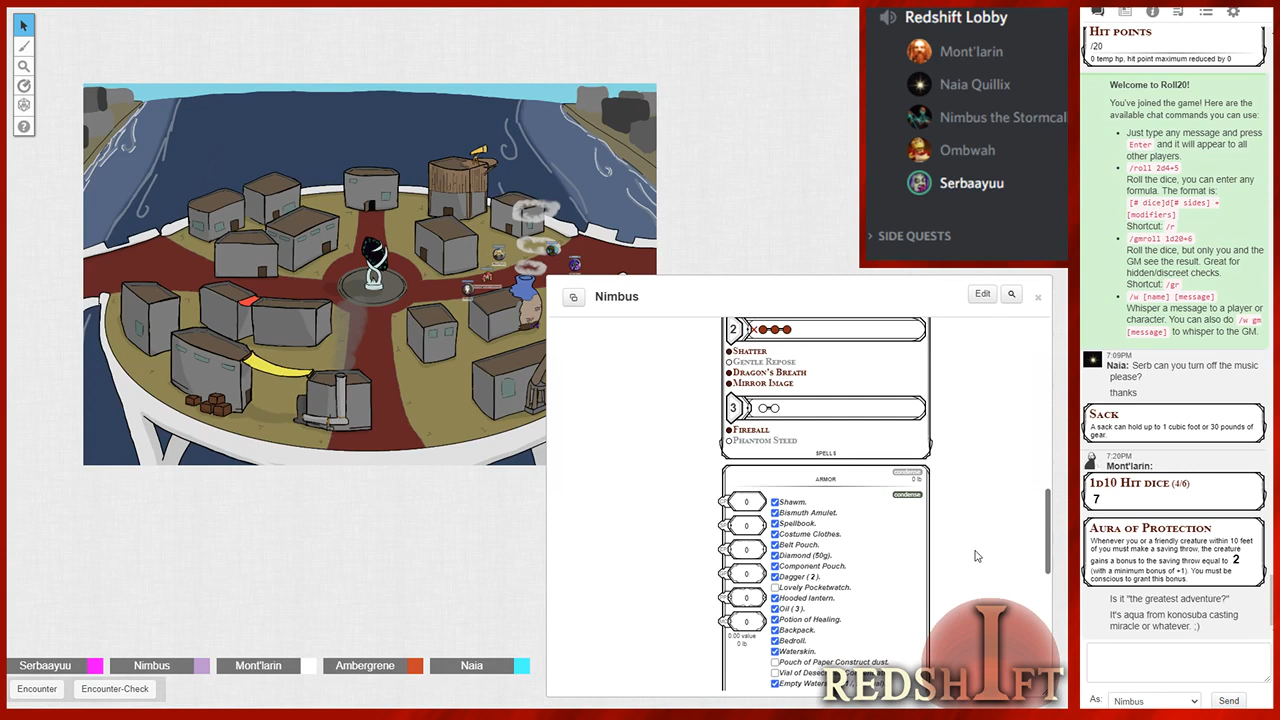 Redshift Lobby
Mont'larin
Naia Quillix
Nimbus the Stormcal
Ombwah
Serbaayuu
SIDE QUESTS
Nimbus
Edit
2
SHATTER
GENTLE REPOSE
DRAGON'S BREATH
MIRROR IMAGE
3
FIREBALL
PHANTOM STEED
SPELLS
condense
ARMOR
0 lb
condense
0
0
0
0
0
0
0.00 value
0 lb
Shawm.
Bismuth Amulet.
Spellbook.
Costume Clothes.
Belt Pouch.
Diamond (50g).
Component Pouch.
Dagger ( 2 ).
Lovely Pocketwatch.
Hooded lantern.
Oil ( 3 ).
Potion of Healing.
Backpack.
Bedroll.
Waterskin.
Pouch of Paper Construct dust.
Vial of
Empty
REDSHIFT
Serbaayuu
Nimbus
Mont'larin
Ambergrene
Naia
Encounter
Encounter-Check
HIT POINTS
/20
0 temp hp, hit point maximum reduced by 0
Welcome to Roll20!
You've joined the game! Here are the
available chat commands you can use:
• Just type any message and press
Enter and it will appear to all
other players.
• /roll 2d4+5
Roll the dice, you can enter any
formula. The format is:
[# dice]d[# sides] +
[modifiers]
Shortcut: /r
• /gmroll 1d20+6
Roll the dice, but only you and the
GM see the result. Great for
hidden/discreet checks.
Shortcut: /gr
• /w [name] [message]
Whisper a message to a player or
character. You can also do /w gm
[message] to whisper to the GM.
7:09PM
Naia: Serb can you turn off the music
please?
thanks
SACK
A sack can hold up to 1 cubic foot or 30 pounds of
gear.
7:20PM
Mont'larin:
1D10 HIT DICE (4/6)
7
AURA OF PROTECTION
Whenever you or a friendly creature within 10 feet
of you must make a saving throw, the creature
gains a bonus to the saving throw equal to 2
(with a minimum bonus of +1). You must be
conscious to grant this bonus.
Is it "the greatest adventure?"
It's aqua from konosuba casting
miracle or whatever. ;)
As:
Nimbus
Send